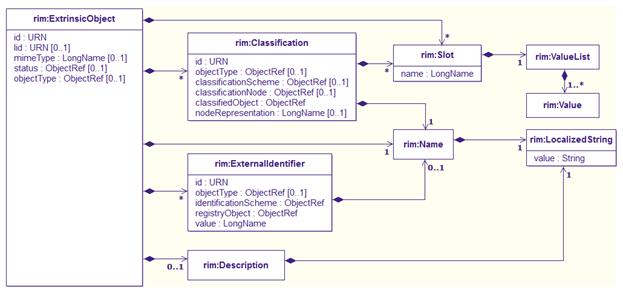 rim:ExtrinsicObject
id : URN
lid : URN [0..1]
mimeType : LongName [0..1]
status : ObjectRef [0..1]
objectType : ObjectRef [0..1]
*
rim:Classification
id : URN
objectType : ObjectRef [0..1]
classificationScheme : ObjectRef [0..1]
classificationNode : ObjectRef [0..1]
classifiedObject : ObjectRef
nodeRepresentation : LongName [0..1]
*
*
rim:Slot
name : LongName
1
rim:ValueList
1..*
rim:Value
1
1
rim:Name
0..1
1
rim:LocalizedString
value : String
1
*
rim:ExternalIdentifier
id : URN
objectType : ObjectRef [0..1]
identificationScheme : ObjectRef
registryObject : ObjectRef
value : LongName
0..1
rim:Description